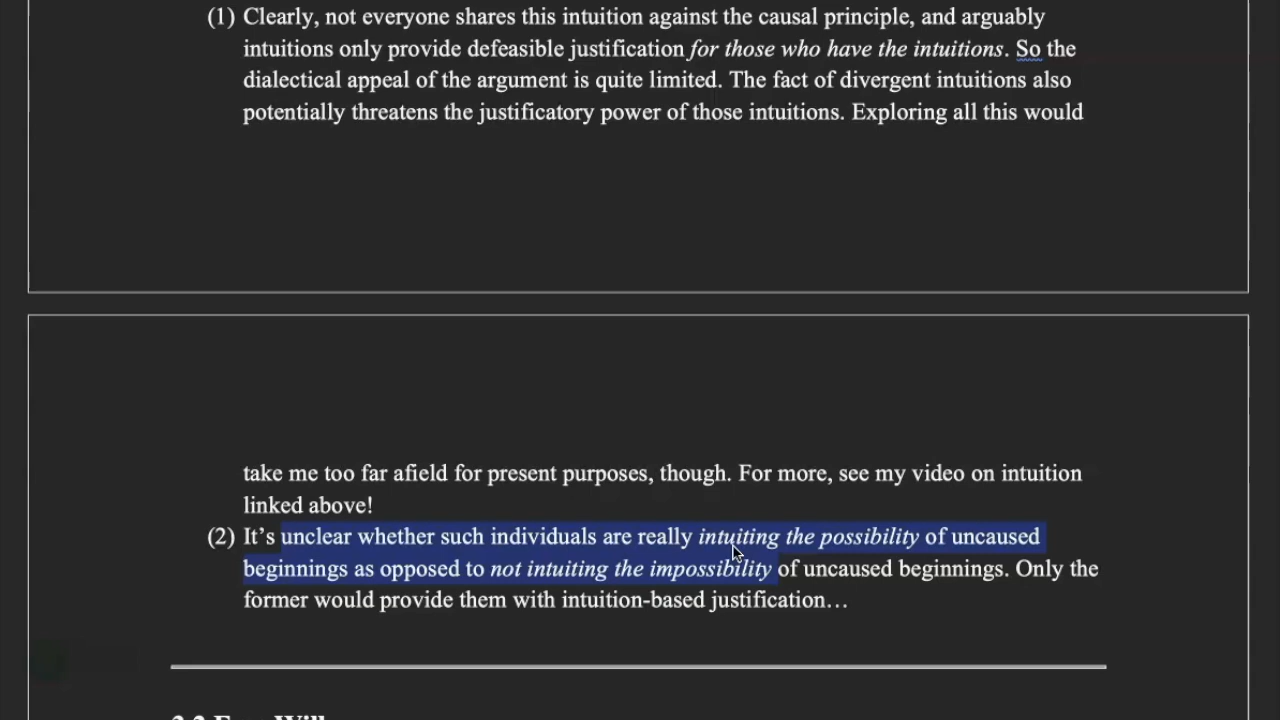 (1) Clearly, not everyone shares this intuition against the causal principle, and arguably
intuitions only provide defeasible justification for those who have the intuitions. So the
dialectical appeal of the argument is quite limited. The fact of divergent intuitions also
potentially threatens the justificatory power of those intuitions. Exploring all this would
take me too far afield for present purposes, though. For more, see my video on intuition
linked above!
(2) It’s unclear whether such individuals are really intuiting the possibility of uncaused
beginnings as opposed to not intuiting the impossibility of uncaused beginnings. Only the
former would provide them with intuition-based justification…